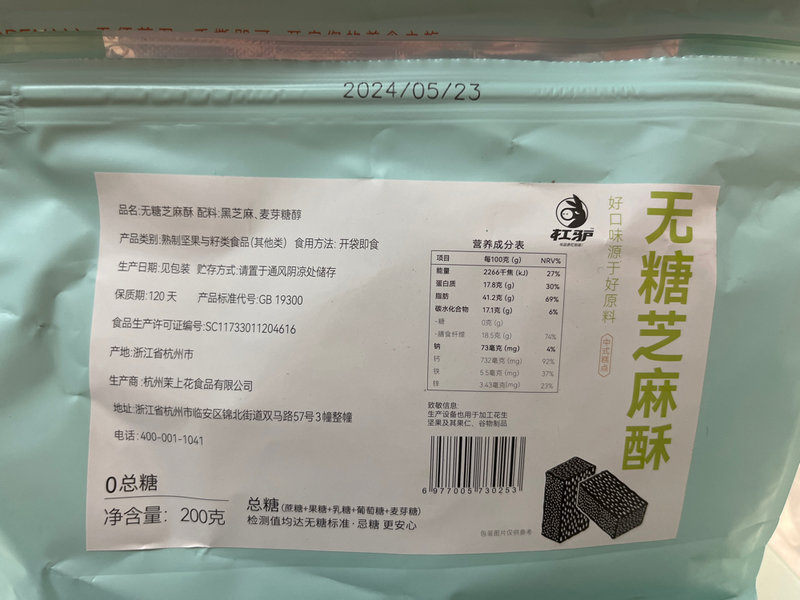 2024/05/23
品名:无糖芝麻酥 配料:黑芝麻、麦芽糖醇
产品类别:熟制坚果与籽类食品(其他类) 食用方法: 开袋即食
生产日期:见包装 贮存方式:请置于通风阴凉处储存
保质期:120天 产品标准代号:GB 19300
食品生产许可证编号:SC11733011204616
产地:浙江省杭州市
生产商:杭州茉上花食品有限公司
地址:浙江省杭州市临安区锦北街道双马路57号3幢整幢
电话:400-001-1041
0总糖
净含量: 200克
总糖(蔗糖+果糖+乳糖+葡萄糖+麦芽糖)
检测值均达无糖标准·忌糖 更安心
营养成分表
项目 每100克 (g) NRV%
能量 2266千焦 (kJ) 27%
蛋白质 17.8克 (g) 30%
脂肪 41.2克 (g) 69%
碳水化合物 17.1克 (g) 6%
-糖 0克 (g)
-膳食纤维 18.5克 (g) 74%
钠 73毫克 (mg) 4%
钙 732毫克 (mg) 92%
铁 5.5毫克 (mg) 37%
锌 3.43毫克(mg) 23%
致敏信息:
生产设备也用于加工花生
坚果及其果仁、谷物制品
6 977005 730253
包装图片仅供参考
杠驴
好口味源于好原料
中式糕点
无糖芝麻酥